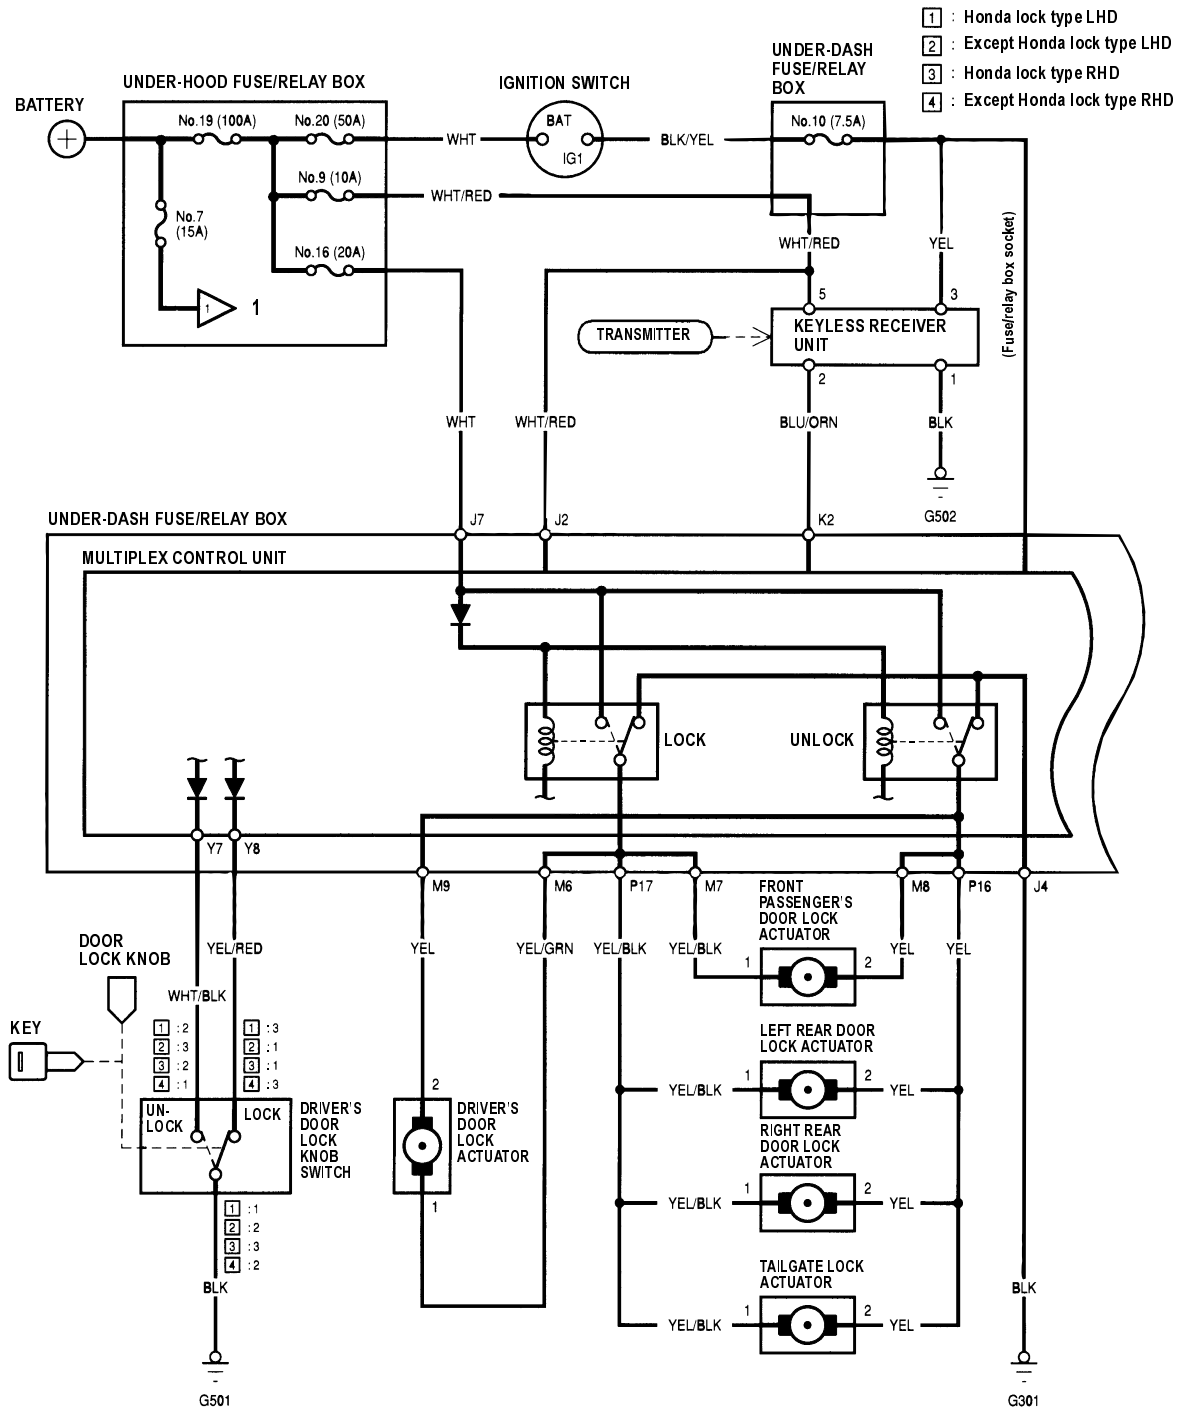 1 : Honda lock type LHD
2 : Except Honda lock type LHD
3 : Honda lock type RHD
4 : Except Honda lock type RHD
UNDER-DASH
FUSE/RELAY
BOX
UNDER-HOOD FUSE/RELAY BOX
IGNITION SWITCH
BATTERY
No.19 (100A)
No.20 (50A)
WHT
BAT
IG1
BLK/YEL
No.10 (7.5A)
No.9 (10A)
WHT/RED
No.7
(15A)
No.16 (20A)
1
1
WHT/RED
YEL
(Fuse/relay box socket)
5
3
TRANSMITTER
KEYLESS RECEIVER
UNIT
2
1
WHT
WHT/RED
BLU/ORN
BLK
G502
UNDER-DASH FUSE/RELAY BOX
J7
J2
K2
MULTIPLEX CONTROL UNIT
LOCK
UNLOCK
Y7
Y8
M9
M6
P17
M7
M8
P16
J4
FRONT
PASSENGER'S
DOOR LOCK
ACTUATOR
DOOR
LOCK KNOB
YEL/RED
YEL
YEL/GRN
YEL/BLK
YEL/BLK
YEL
YEL
1
2
WHT/BLK
KEY
1 :2
2 :3
3 :2
4 :1
1 :3
2 :1
3 :1
4 :3
LEFT REAR DOOR
LOCK ACTUATOR
1
2
YEL/BLK
YEL
UN-
LOCK
LOCK
DRIVER'S
DOOR
LOCK
KNOB
SWITCH
2
DRIVER'S
DOOR
LOCK
ACTUATOR
1
RIGHT REAR
DOOR LOCK
ACTUATOR
1
2
YEL/BLK
YEL
1 :1
2 :2
3 :3
4 :2
BLK
TAILGATE LOCK
ACTUATOR
1
2
YEL/BLK
YEL
BLK
G501
G301